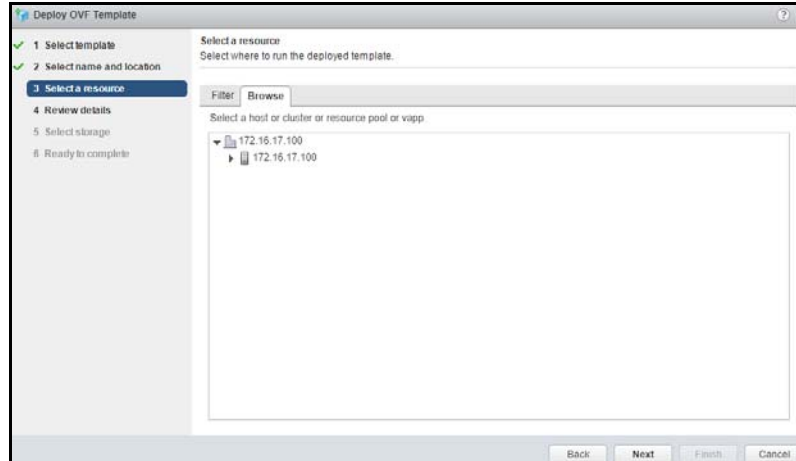 Deploy OVF Template
1 Select template
2 Select name and location
3 Select a resource
4 Review details
5 Select storage
6 Ready to complete
Select a resource
Select where to run the deployed template.
Filter Browse
Select a host or cluster or resource pool or vapp
172.16.17.100
172.16.17.100
Back Next Finish Cancel